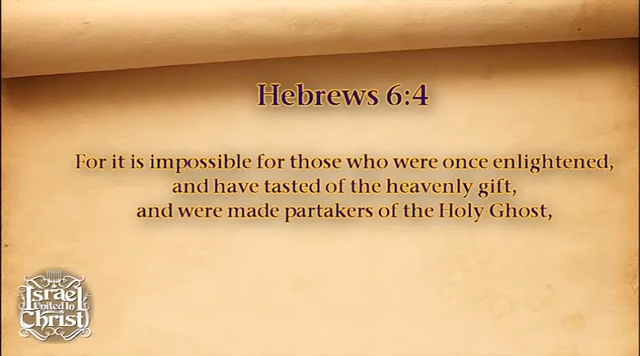 Hebrews 6:4
For it is impossible for those who were once enlightened,
and have tasted of the heavenly gift,
and were made partakers of the Holy Ghost,
Israel
United In
Christ